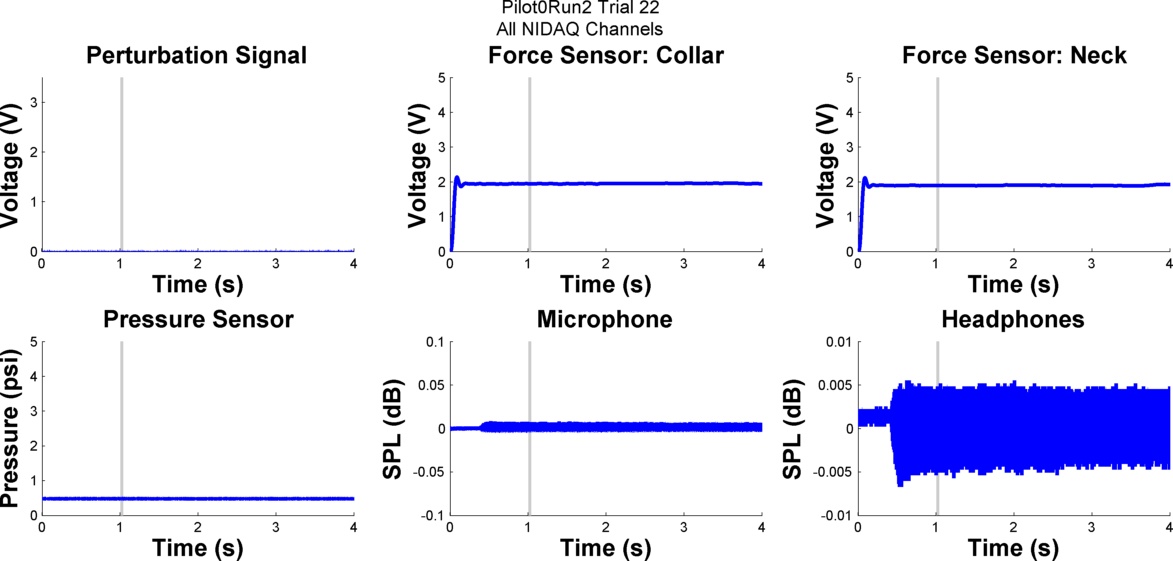 Pilot0Run2 Trial 22
All NIDAQ Channels
Perturbation Signal
Voltage (V)
3
2
1
0
0 1 2 3 4
Time (s)
Force Sensor: Collar
Voltage (V)
5
4
3
2
1
0
0 1 2 3 4
Time (s)
Force Sensor: Neck
Voltage (V)
5
4
3
2
1
0
0 1 2 3 4
Time (s)
Pressure Sensor
Pressure (psi)
5
4
3
2
1
0
0 1 2 3 4
Time (s)
Microphone
SPL (dB)
0.1
0.05
0
-0.05
-0.1
0 1 2 3 4
Time (s)
Headphones
SPL (dB)
0.01
0.005
0
-0.005
-0.01
0 1 2 3 4
Time (s)